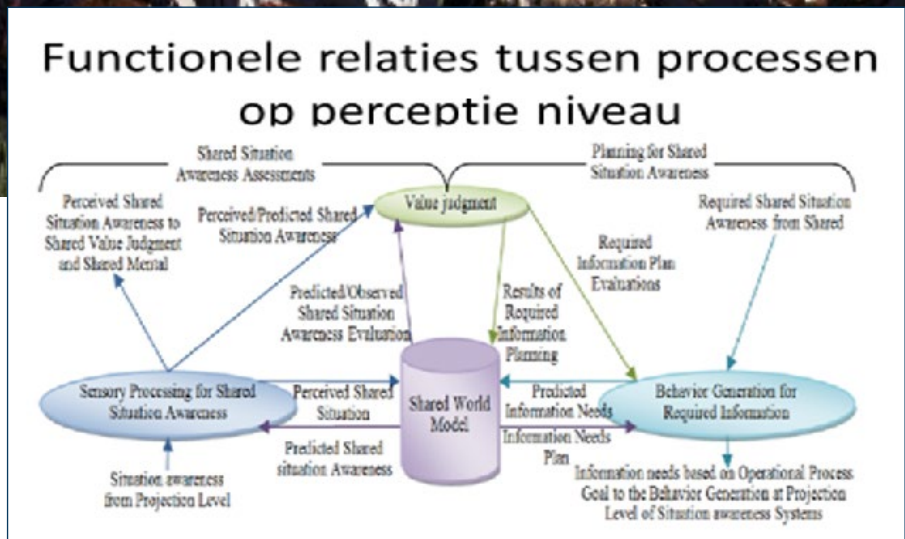 Functionele relaties tussen processen
op perceptie niveau
Shared Situation
Awareness Assessments
Planning for Shared
Situation Awareness
Perceived Shared
Situation Awareness to
Shared Value Judgment
and Shared Mental
Perceived/Predicted Shared
Situation Awareness
Value judgment
Required Shared Situation
Awareness from Shared
Required
Information Plan
Evaluations
Predicted/Observed
Shared Situation
Awareness Evaluation
Results of
Required
Information
Planning
Sensory Processing for Shared
Situation Awareness
Perceived Shared
Situation
Shared World
Model
Predicted
Information Needs
Behavior Generation for
Required Information
Predicted Shared
situation Awareness
Information Needs
Plan
Situation awareness
from Projection Level
Information needs based on Operational Process
Goal to the Behavior Generation at Projection
Level of Situation awareness Systems